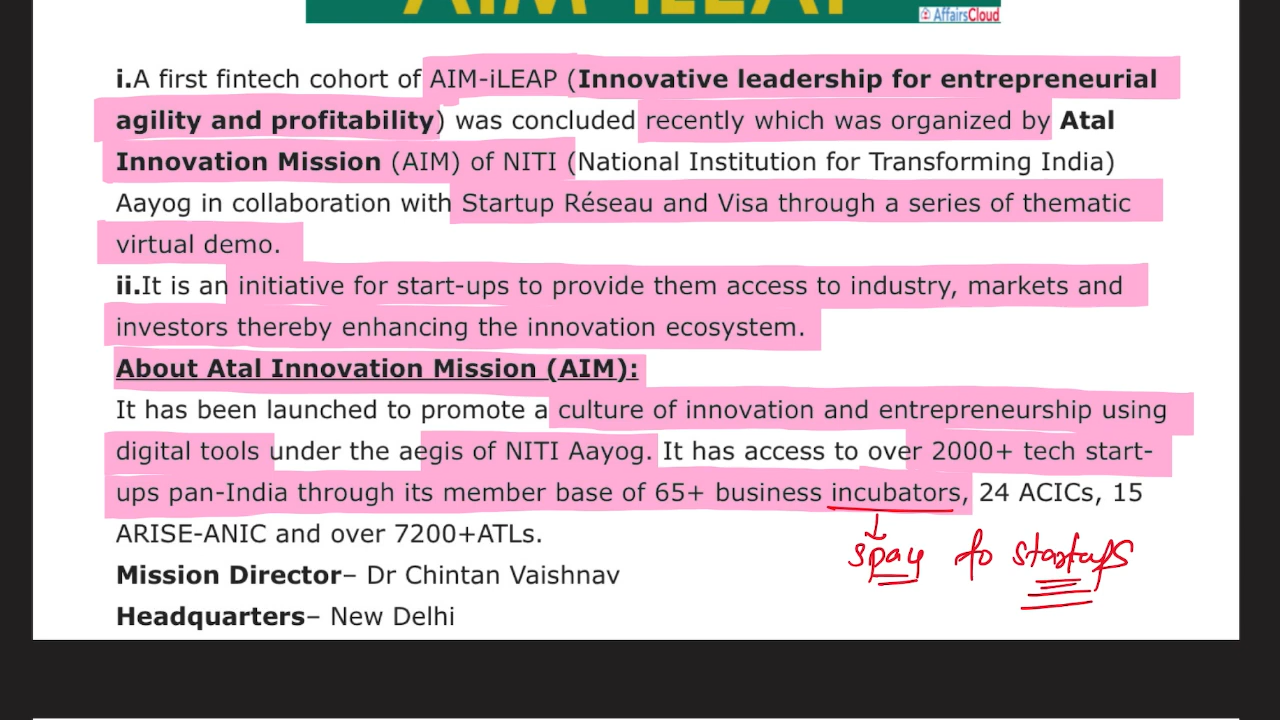 AIM-iLEAP
AffairsCloud
i.A first fintech cohort of AIM-iLEAP (Innovative leadership for entrepreneurial
agility and profitability) was concluded recently which was organized by Atal
Innovation Mission (AIM) of NITI (National Institution for Transforming India)
Aayog in collaboration with Startup Réseau and Visa through a series of thematic
virtual demo.
ii.It is an initiative for start-ups to provide them access to industry, markets and
investors thereby enhancing the innovation ecosystem.
About Atal Innovation Mission (AIM):
It has been launched to promote a culture of innovation and entrepreneurship using
digital tools under the aegis of NITI Aayog. It has access to over 2000+ tech start-
ups pan-India through its member base of 65+ business incubators, 24 ACICs, 15
ARISE-ANIC and over 7200+ATLs.
to startups
Mission Director– Dr Chintan Vaishnav
Headquarters– New Delhi